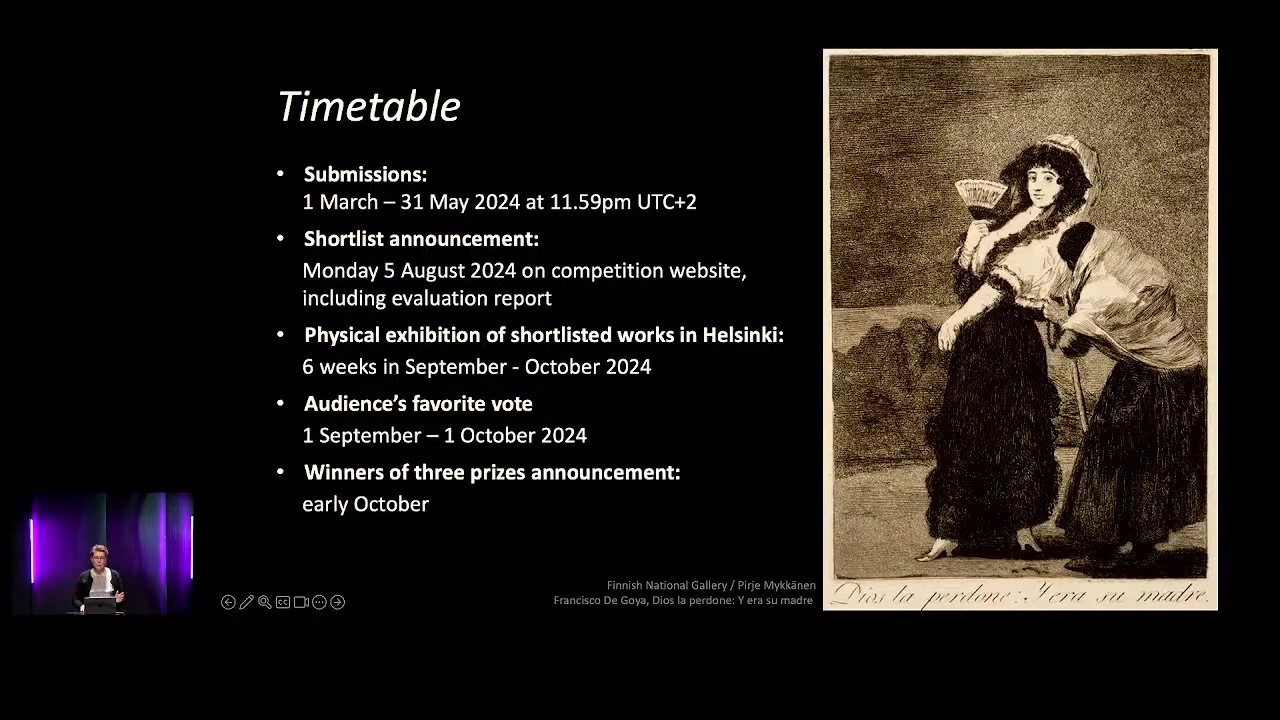 Timetable
• Submissions:
1 March – 31 May 2024 at 11.59pm UTC+2
• Shortlist announcement:
Monday 5 August 2024 on competition website,
including evaluation report
• Physical exhibition of shortlisted works in Helsinki:
6 weeks in September - October 2024
• Audience’s favorite vote
1 September – 1 October 2024
• Winners of three prizes announcement:
early October
Finnish National Gallery / Pirje Mykkänen
Francisco De Goya, Dios la perdone: Y era su madre
Dios la perdone: Y era su madre.
CC